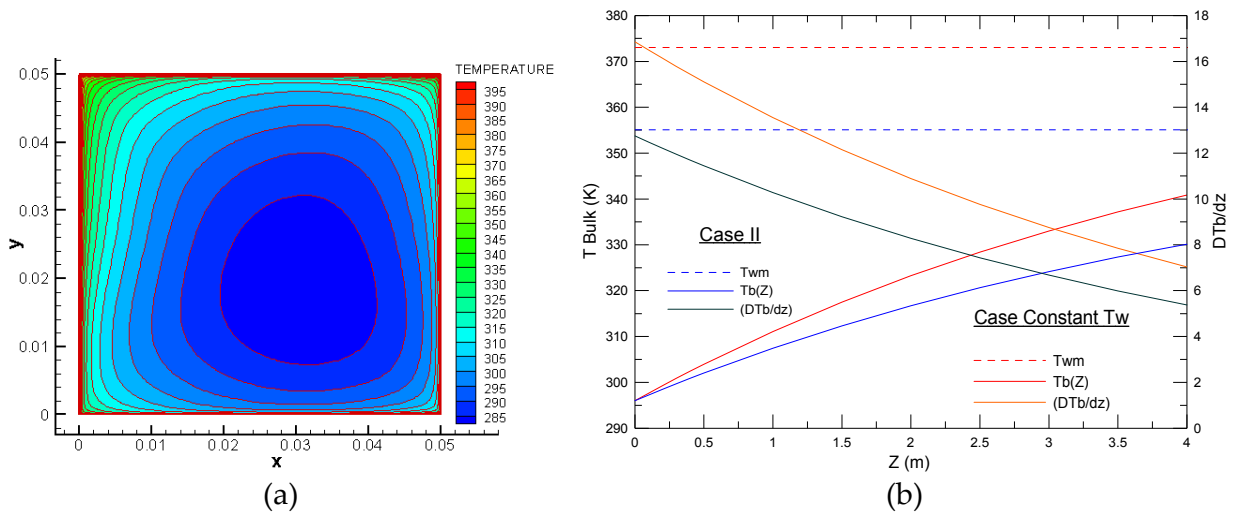 TEMPERATURE
395
390
385
380
375
370
365
360
355
350
345
340
335
330
325
320
315
310
305
300
295
290
285
0.05
0.04
0.03
0.02
0.01
0
y
0 0.01 0.02 0.03 0.04 0.05
x
(a)
380
370
360
350
340
330
320
310
300
290
T Bulk (K)
18
16
14
12
10
8
6
4
2
0
DTb/dz
Case II
Twm
Tb(Z)
(DTb/dz)
Case Constant Tw
Twm
Tb(Z)
(DTb/dz)
0 0.5 1 1.5 2 2.5 3 3.5 4
Z (m)
(b)